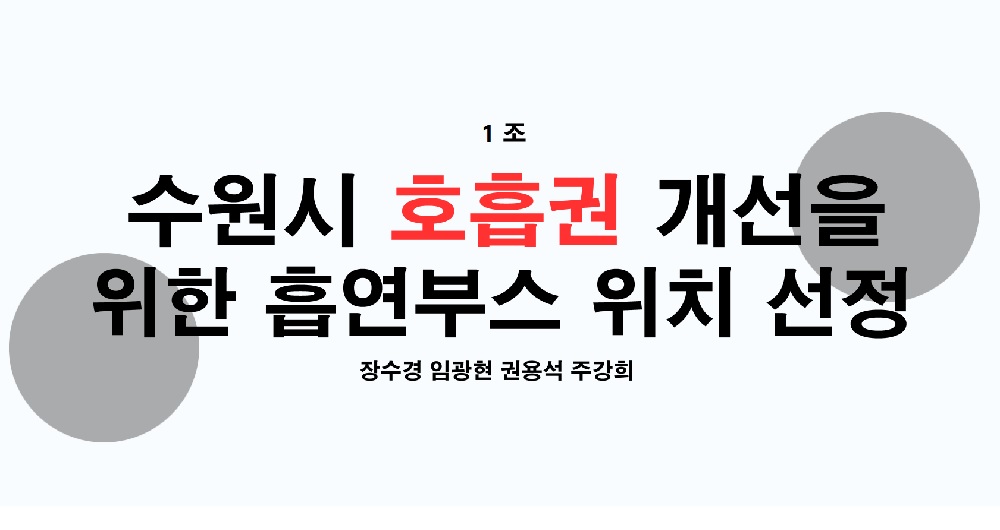 1 조
수원시 호흡권 개선을
위한 흡연부스 위치 선정
장수경 임광현 권용석 주강희